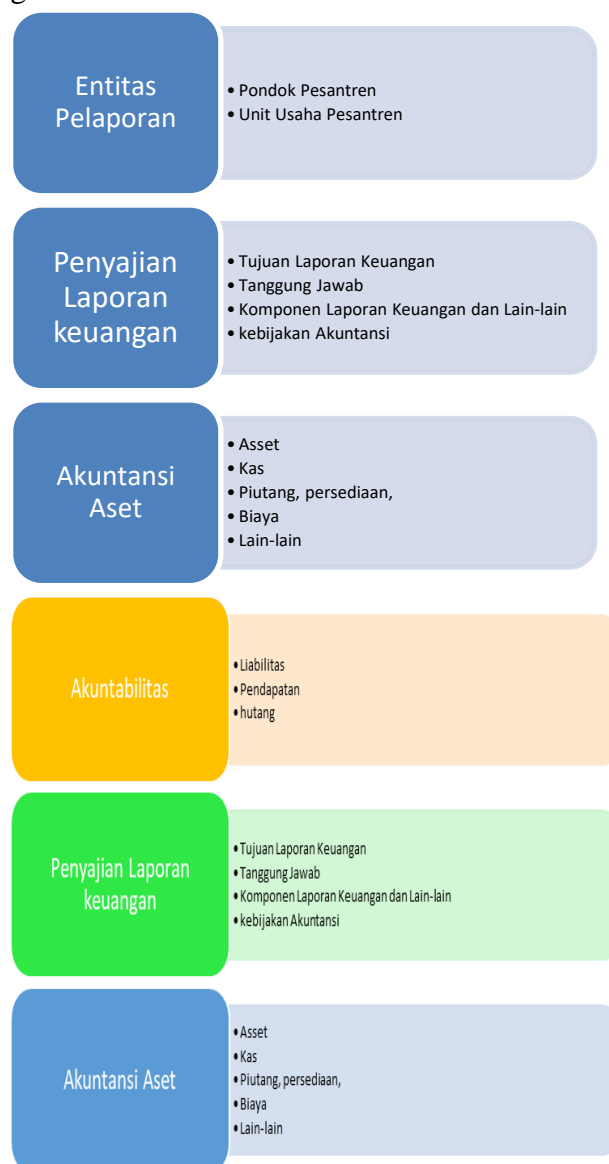 Entitas
Pelaporan
• Pondok Pesantren
• Unit Usaha Pesantren
Penyajian
Laporan
keuangan
• Tujuan Laporan Keuangan
• Tanggung Jawab
• Komponen Laporan Keuangan dan Lain-lain
• kebijakan Akuntansi
Akuntansi
Aset
• Asset
• Kas
• Piutang, persediaan,
• Biaya
• Lain-lain
Akuntabilitas
• Liabilitas
• Pendapatan
• hutang
Penyajian Laporan
keuangan
• Tujuan Laporan Keuangan
• Tanggung Jawab
• Komponen Laporan Keuangan dan Lain-lain
• kebijakan Akuntansi
Akuntansi Aset
• Asset
• Kas
• Piutang, persediaan,
• Biaya
• Lain-lain